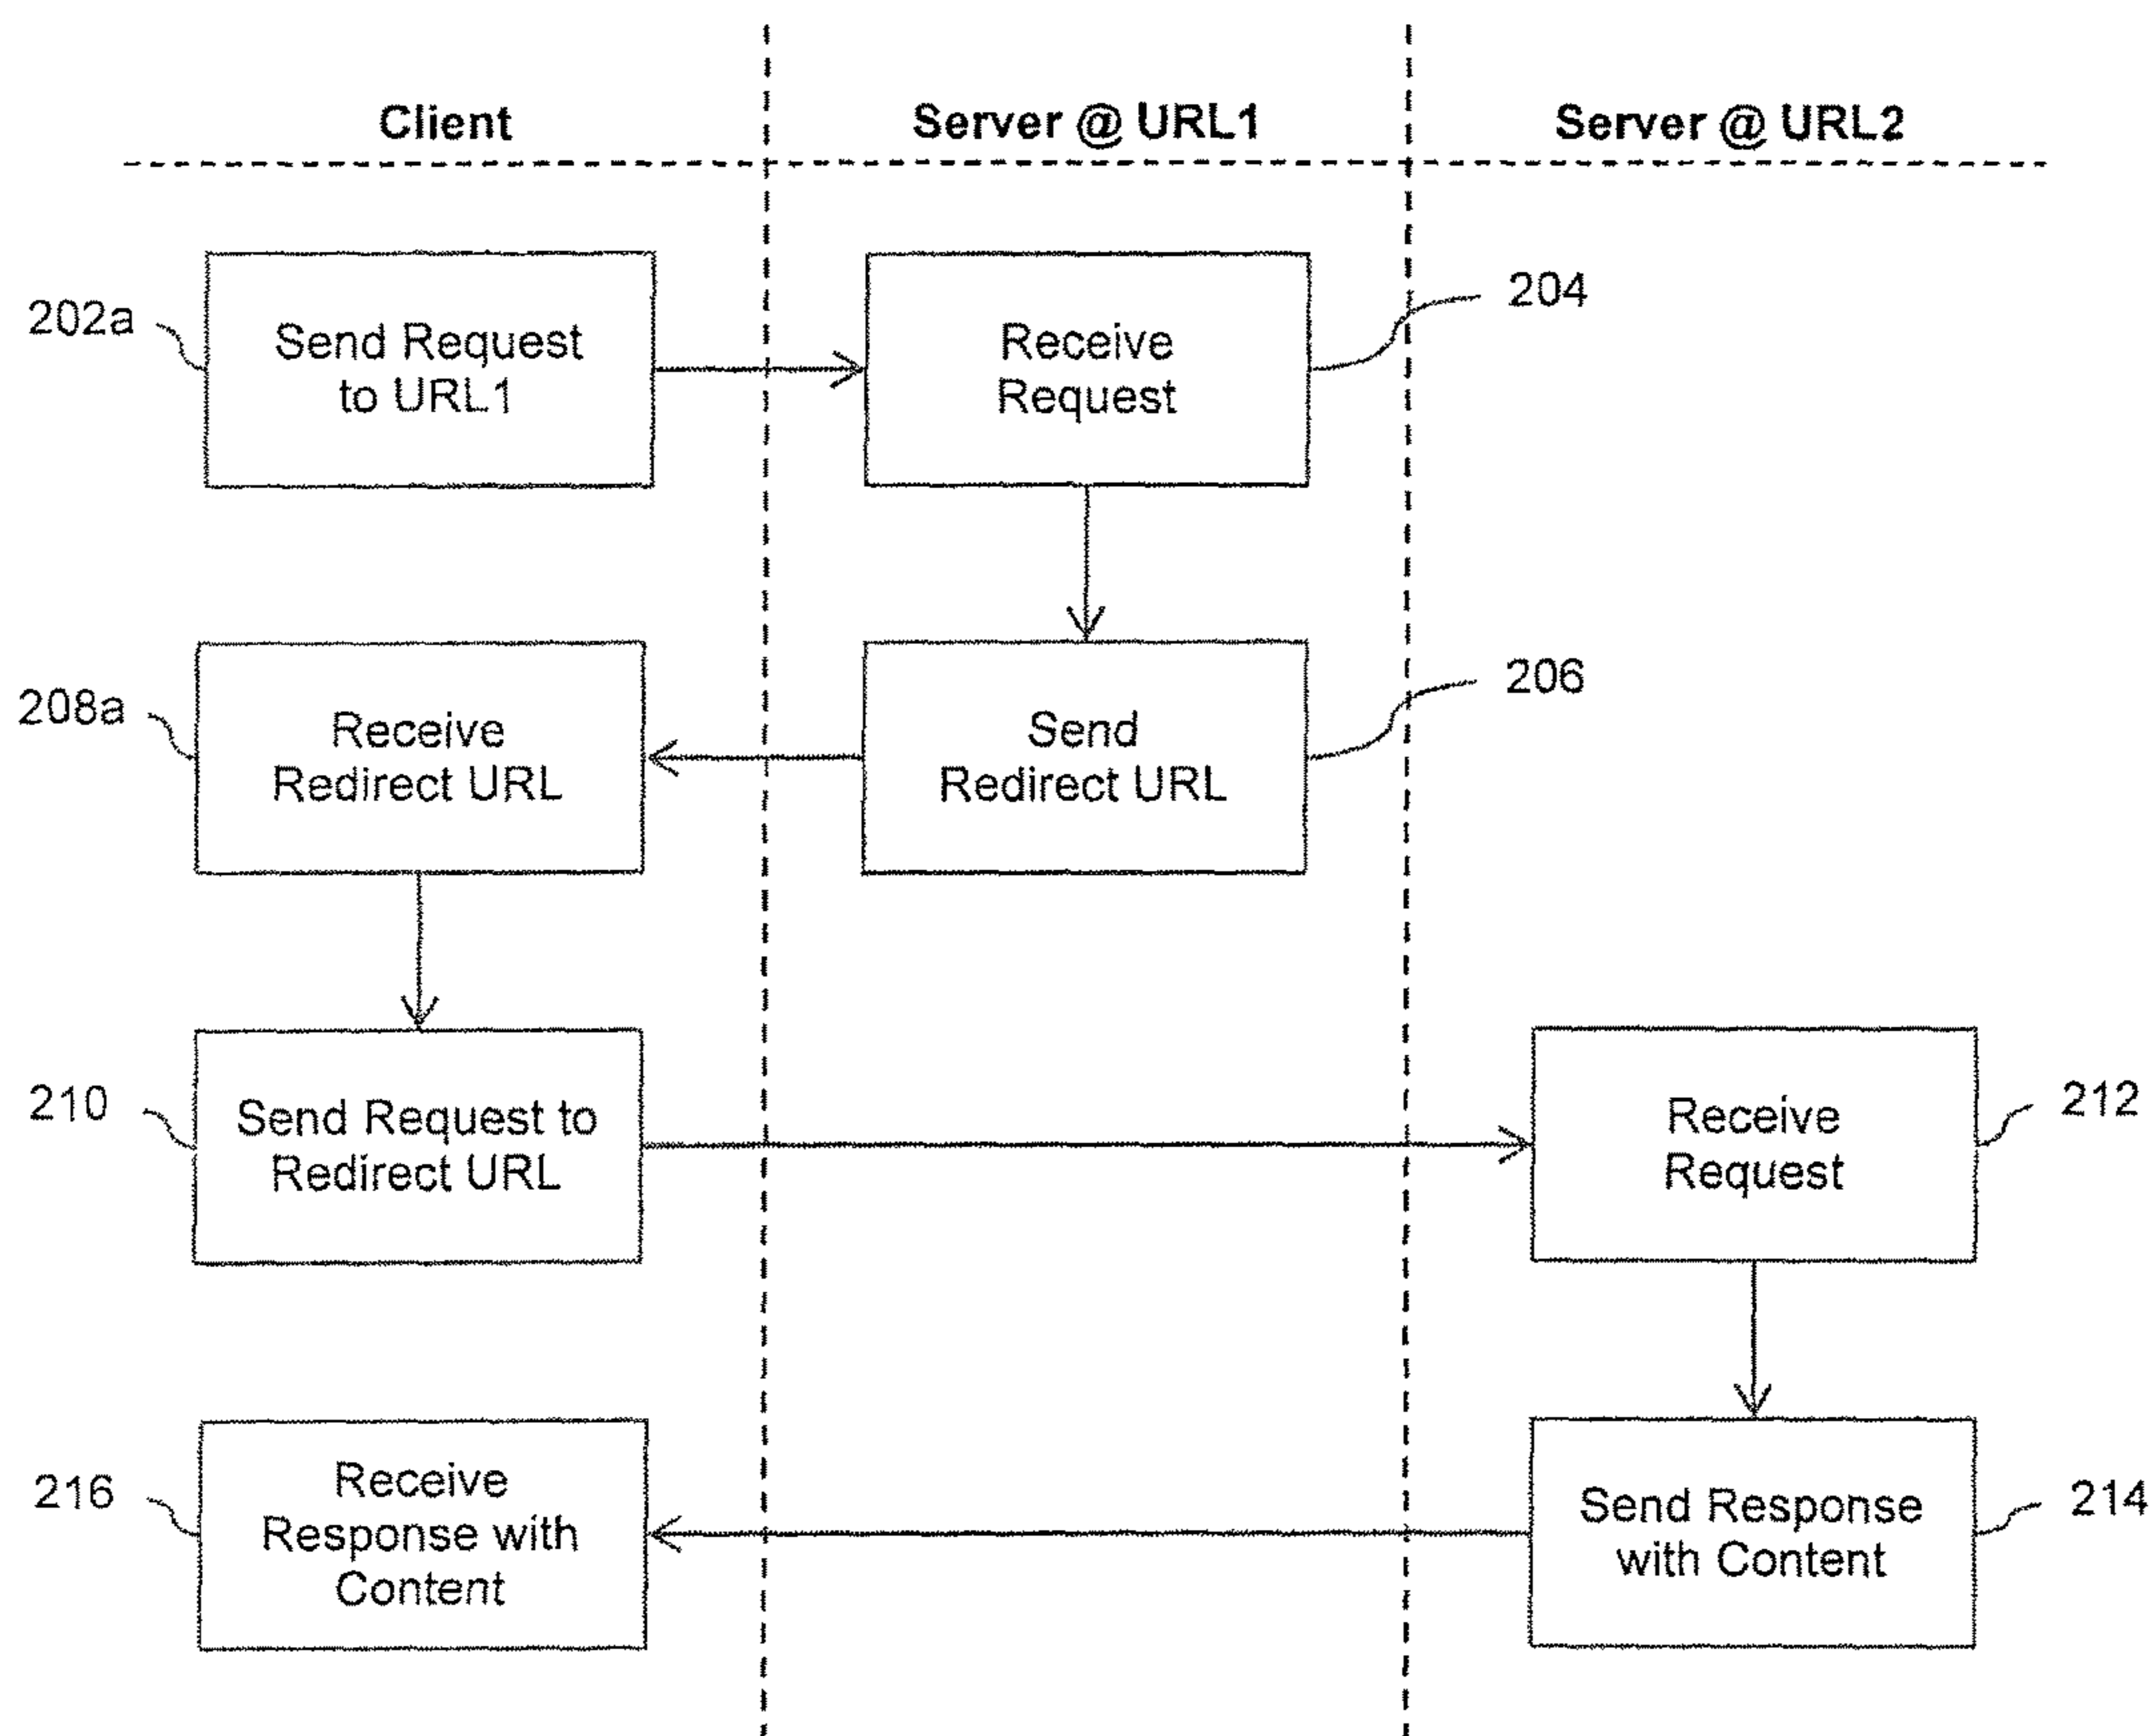 Client
Server @ URL1
Server @ URL2
202a
Send Request
to URL1
Receive
Request
204
208a
Receive
Redirect URL
Send
Redirect URL
206
210
Send Request to
Redirect URL
Receive
Request
212
216
Receive
Response with
Content
Send Response
with Content
214